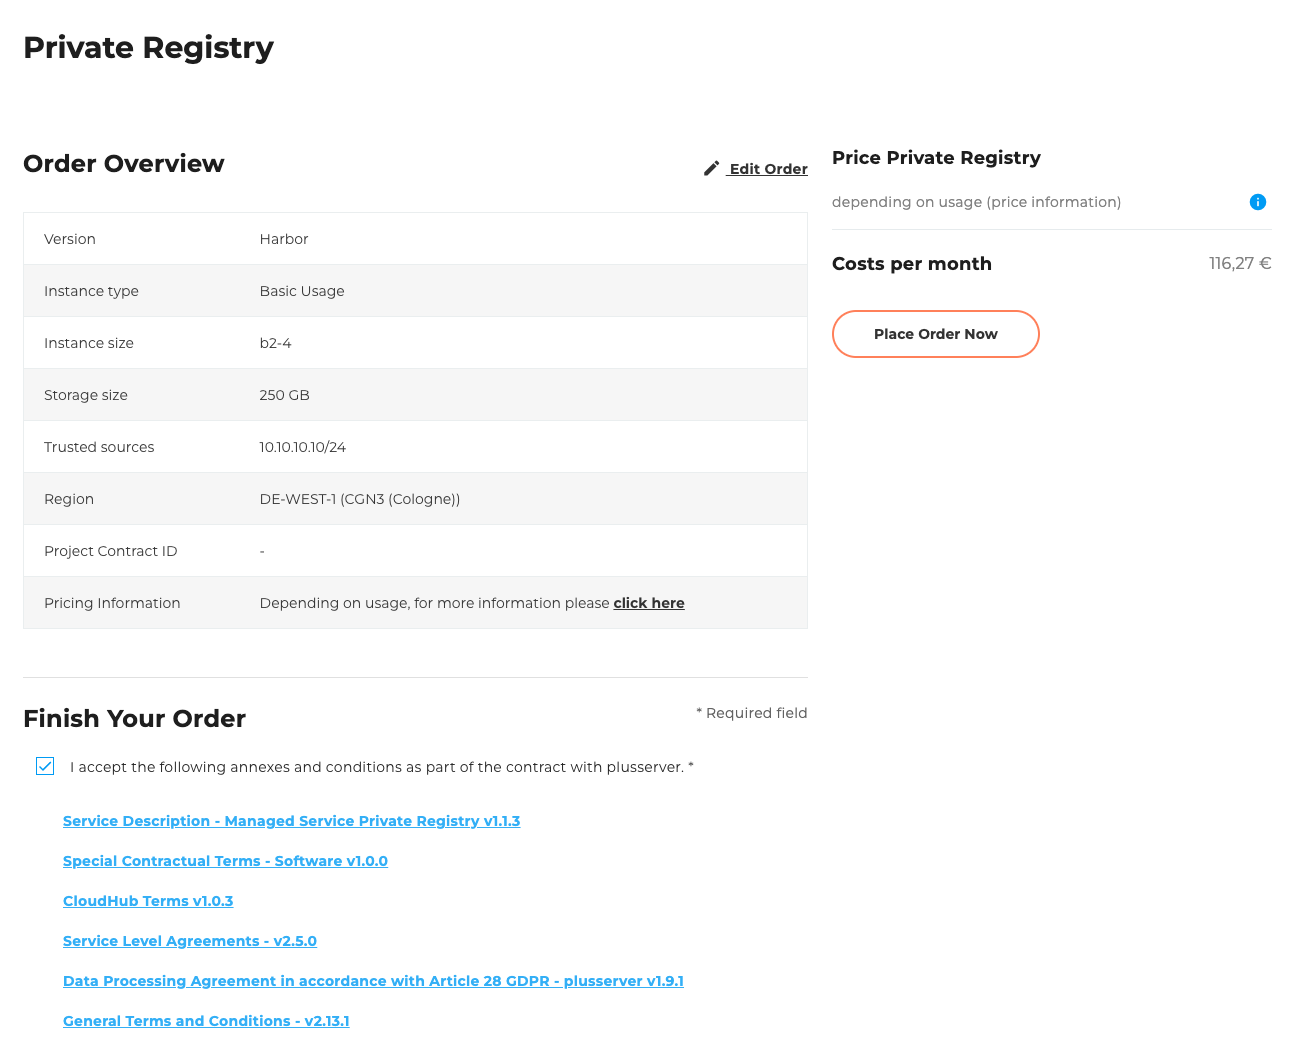 Private Registry
Order Overview
Edit Order
Version Harbor
Instance type Basic Usage
Instance size b2-4
Storage size 250 GB
Trusted sources 10.10.10.10/24
Region DE-WEST-1 (CGN3 (Cologne))
Project Contract ID -
Pricing Information Depending on usage, for more information please click here
Price Private Registry
depending on usage (price information)
Costs per month 116,27 €
Place Order Now
Finish Your Order
* Required field
I accept the following annexes and conditions as part of the contract with plusserver. *
Service Description - Managed Service Private Registry v1.1.3
Special Contractual Terms - Software v1.0.0
CloudHub Terms v1.0.3
Service Level Agreements - v2.5.0
Data Processing Agreement in accordance with Article 28 GDPR - plusserver v1.9.1
General Terms and Conditions - v2.13.1